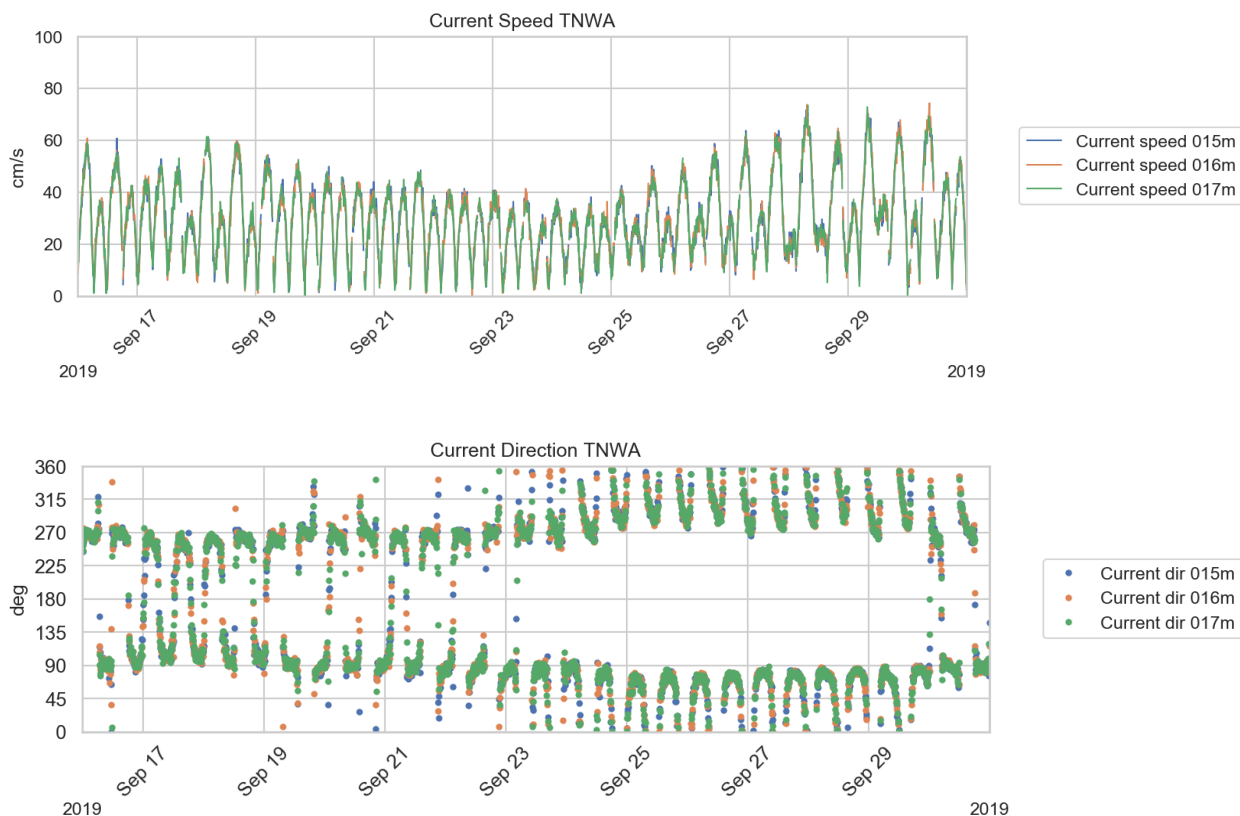 Current Speed TNWA
100
80
60
40
20
0
cm/s
Sep 17
Sep 19
Sep 21
Sep 23
Sep 25
Sep 27
Sep 29
2019
2019
Current speed 015m
Current speed 016m
Current speed 017m
Current Direction TNWA
360
315
270
225
180
135
90
45
0
deg
Sep 17
Sep 19
Sep 21
Sep 23
Sep 25
Sep 27
Sep 29
2019
2019
Current dir 015m
Current dir 016m
Current dir 017m